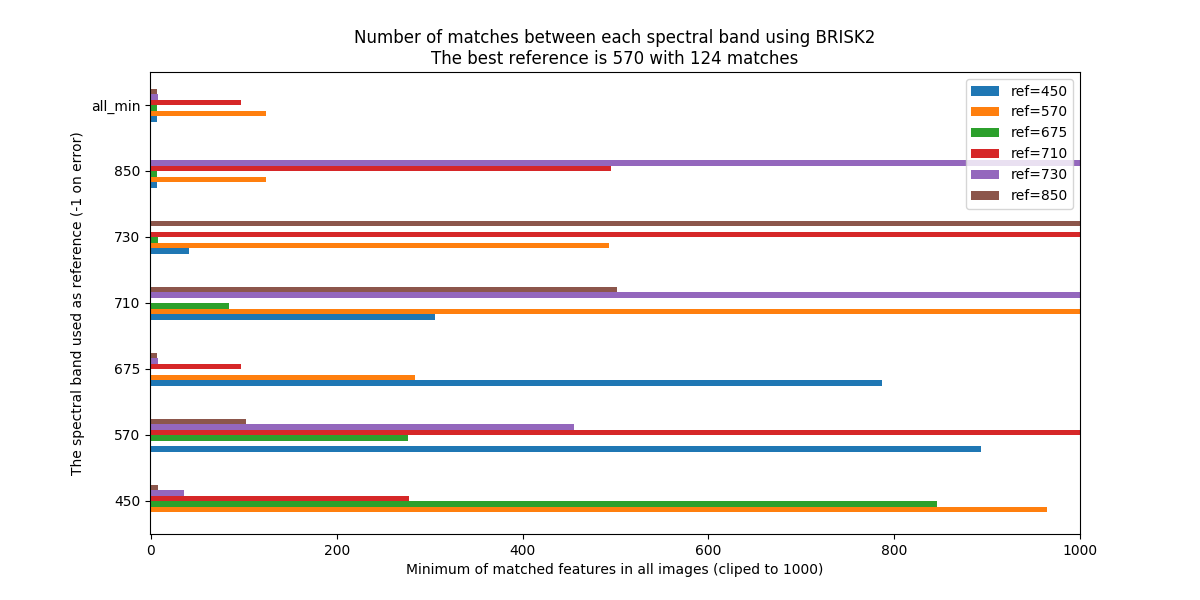 Number of matches between each spectral band using BRISK2
The best reference is 570 with 124 matches
The spectral band used as reference (-1 on error)
all_min
850
730
710
675
570
450
ref=450
ref=570
ref=675
ref=710
ref=730
ref=850
0 200 400 600 800 1000
Minimum of matched features in all images (cliped to 1000)